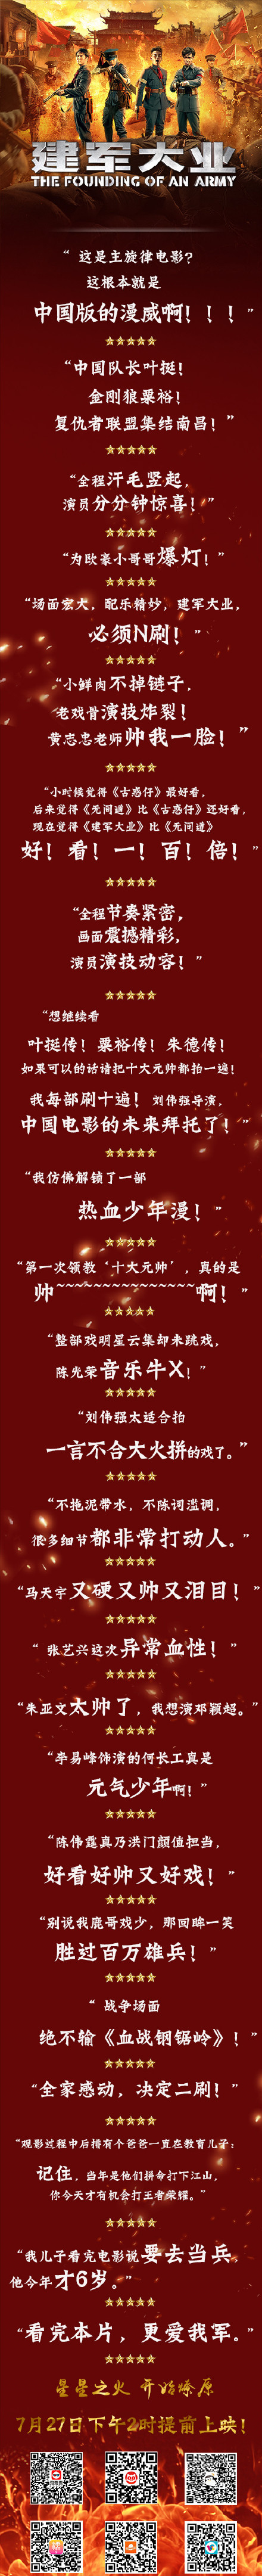 建军大业
THE FOUNDING OF AN ARMY
“这是主旋律电影？
这根本就是
中国版的漫威啊！！！”
“中国队长叶挺！
金刚狼粟裕！
复仇者联盟集结南昌！”
“全程汗毛竖起，
演员分分钟惊喜！”
“为欧豪小哥哥爆灯！”
“场面宏大，配乐精妙，建军大业，
必须N刷！”
“小鲜肉不掉链子，
老戏骨演技炸裂！
黄志忠老师帅我一脸！”
“小时候觉得《古惑仔》最好看，
后来觉得《无间道》比《古惑仔》还好看，
现在觉得《建军大业》比《无间道》
好！看！一！百！倍！”
“全程节奏紧密，
画面震撼精彩，
演员演技动容！”
“想继续看
叶挺传！粟裕传！朱德传！
如果可以的话请把十大元帅都拍一遍！
我每部刷十遍！刘伟强导演，
中国电影的未来拜托了！”
“我仿佛解锁了一部
热血少年漫！”
“第一次领教‘十大元帅’，真的是
帅~~~~~~~~~~~~~~~啊！”
“整部戏明星云集却未跳戏，
陈光荣音乐牛X！”
“刘伟强太适合拍
一言不合大火拼的戏了。”
“不拖泥带水，不陈词滥调，
很多细节都非常打动人。”
“马天宇又硬又帅又泪目！”
“张艺兴这次异常血性！”
“朱亚文太帅了，我想演邓颖超。”
“李易峰饰演的何长工真是
元气少年啊！”
“陈伟霆真乃洪门颜值担当，
好看好帅又好戏！”
“别说我鹿哥戏少，那回眸一笑
胜过百万雄兵！”
“战争场面
绝不输《血战钢锯岭》！”
“全家感动，决定二刷！”
“观影过程中后排有个爸爸一直在教育儿子：
记住，当年是他们拼命打下江山，
你今天才有机会打王者荣耀。”
“我儿子看完电影说要去当兵，
他今年才6岁。”
“看完本片，更爱我军。”
星星之火 开始燎原
7月27日下午2时提前上映！